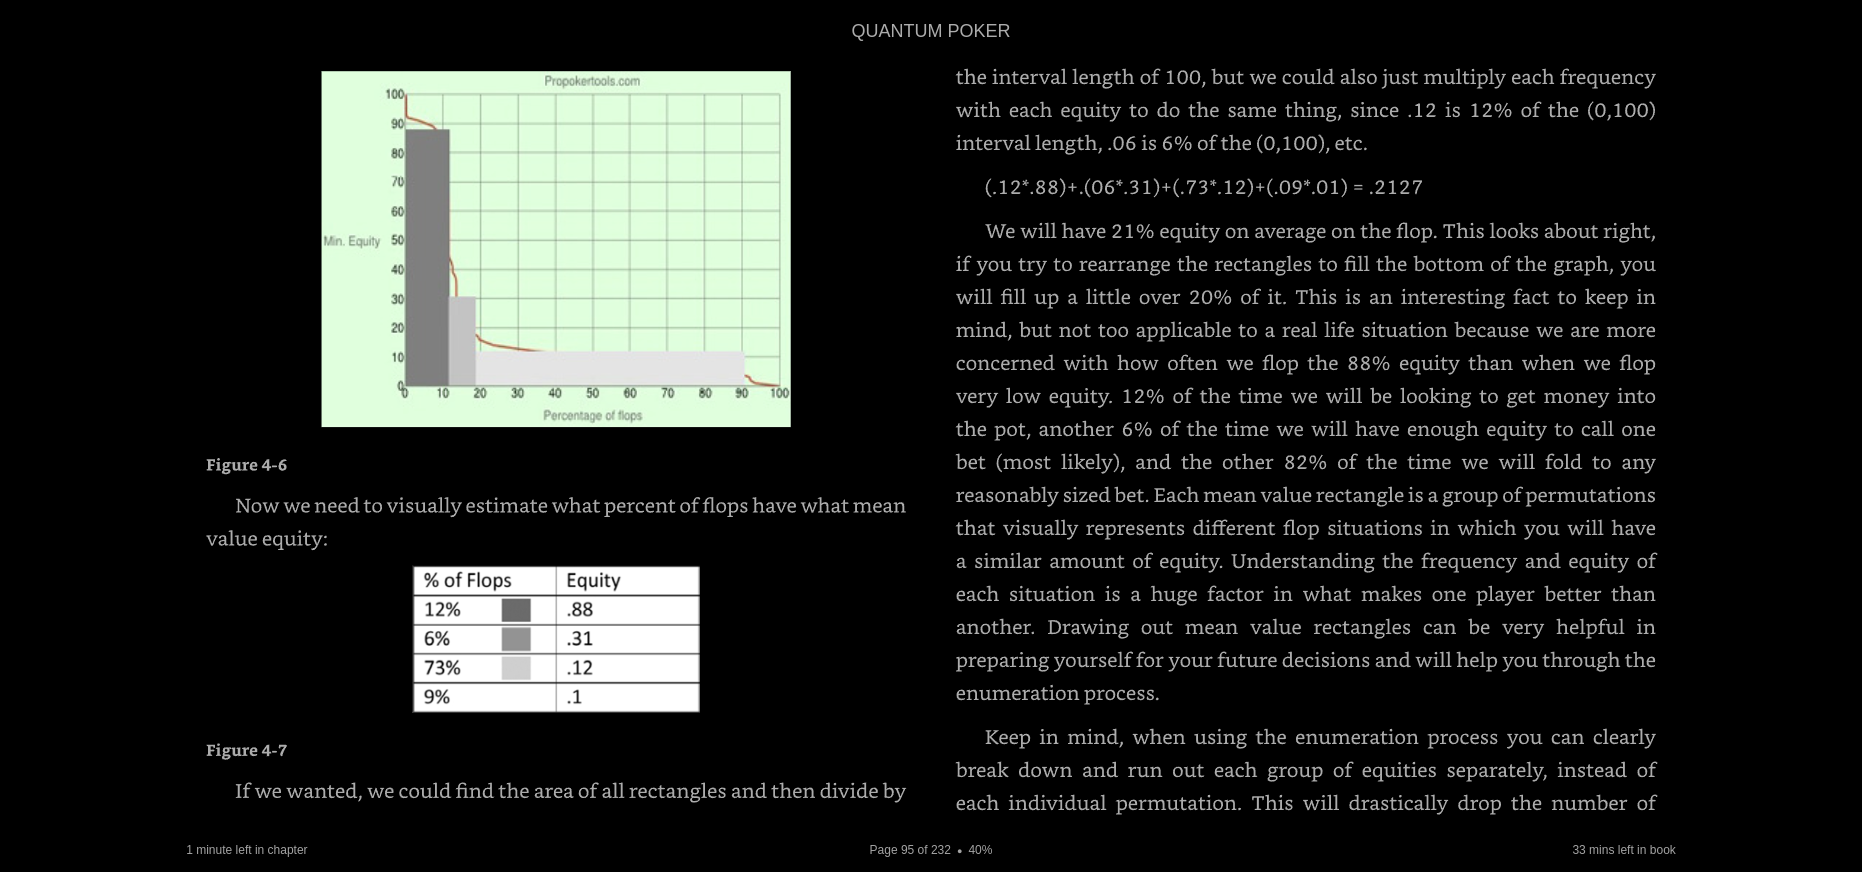 QUANTUM POKER
Propokertools.com
100
90
80
70
60
Min. Equity 50
40
30
20
10
0
0 10 20 30 40 50 60 70 80 90 100
Percentage of flops
Figure 4-6
Now we need to visually estimate what percent of flops have what mean
value equity:
% of Flops Equity
12% .88
6% .31
73% .12
9% .1
Figure 4-7
If we wanted, we could find the area of all rectangles and then divide by
the interval length of 100, but we could also just multiply each frequency
with each equity to do the same thing, since .12 is 12% of the (0,100)
interval length, .06 is 6% of the (0,100), etc.
(.12*.88)+.(06*.31)+(.73*.12)+(.09*.01) = .2127
We will have 21% equity on average on the flop. This looks about right,
if you try to rearrange the rectangles to fill the bottom of the graph, you
will fill up a little over 20% of it. This is an interesting fact to keep in
mind, but not too applicable to a real life situation because we are more
concerned with how often we flop the 88% equity than when we flop
very low equity. 12% of the time we will be looking to get money into
the pot, another 6% of the time we will have enough equity to call one
bet (most likely), and the other 82% of the time we will fold to any
reasonably sized bet. Each mean value rectangle is a group of permutations
that visually represents different flop situations in which you will have
a similar amount of equity. Understanding the frequency and equity of
each situation is a huge factor in what makes one player better than
another. Drawing out mean value rectangles can be very helpful in
preparing yourself for your future decisions and will help you through the
enumeration process.
Keep in mind, when using the enumeration process you can clearly
break down and run out each group of equities separately, instead of
each individual permutation. This will drastically drop the number of
1 minute left in chapter
Page 95 of 232 • 40%
33 mins left in book